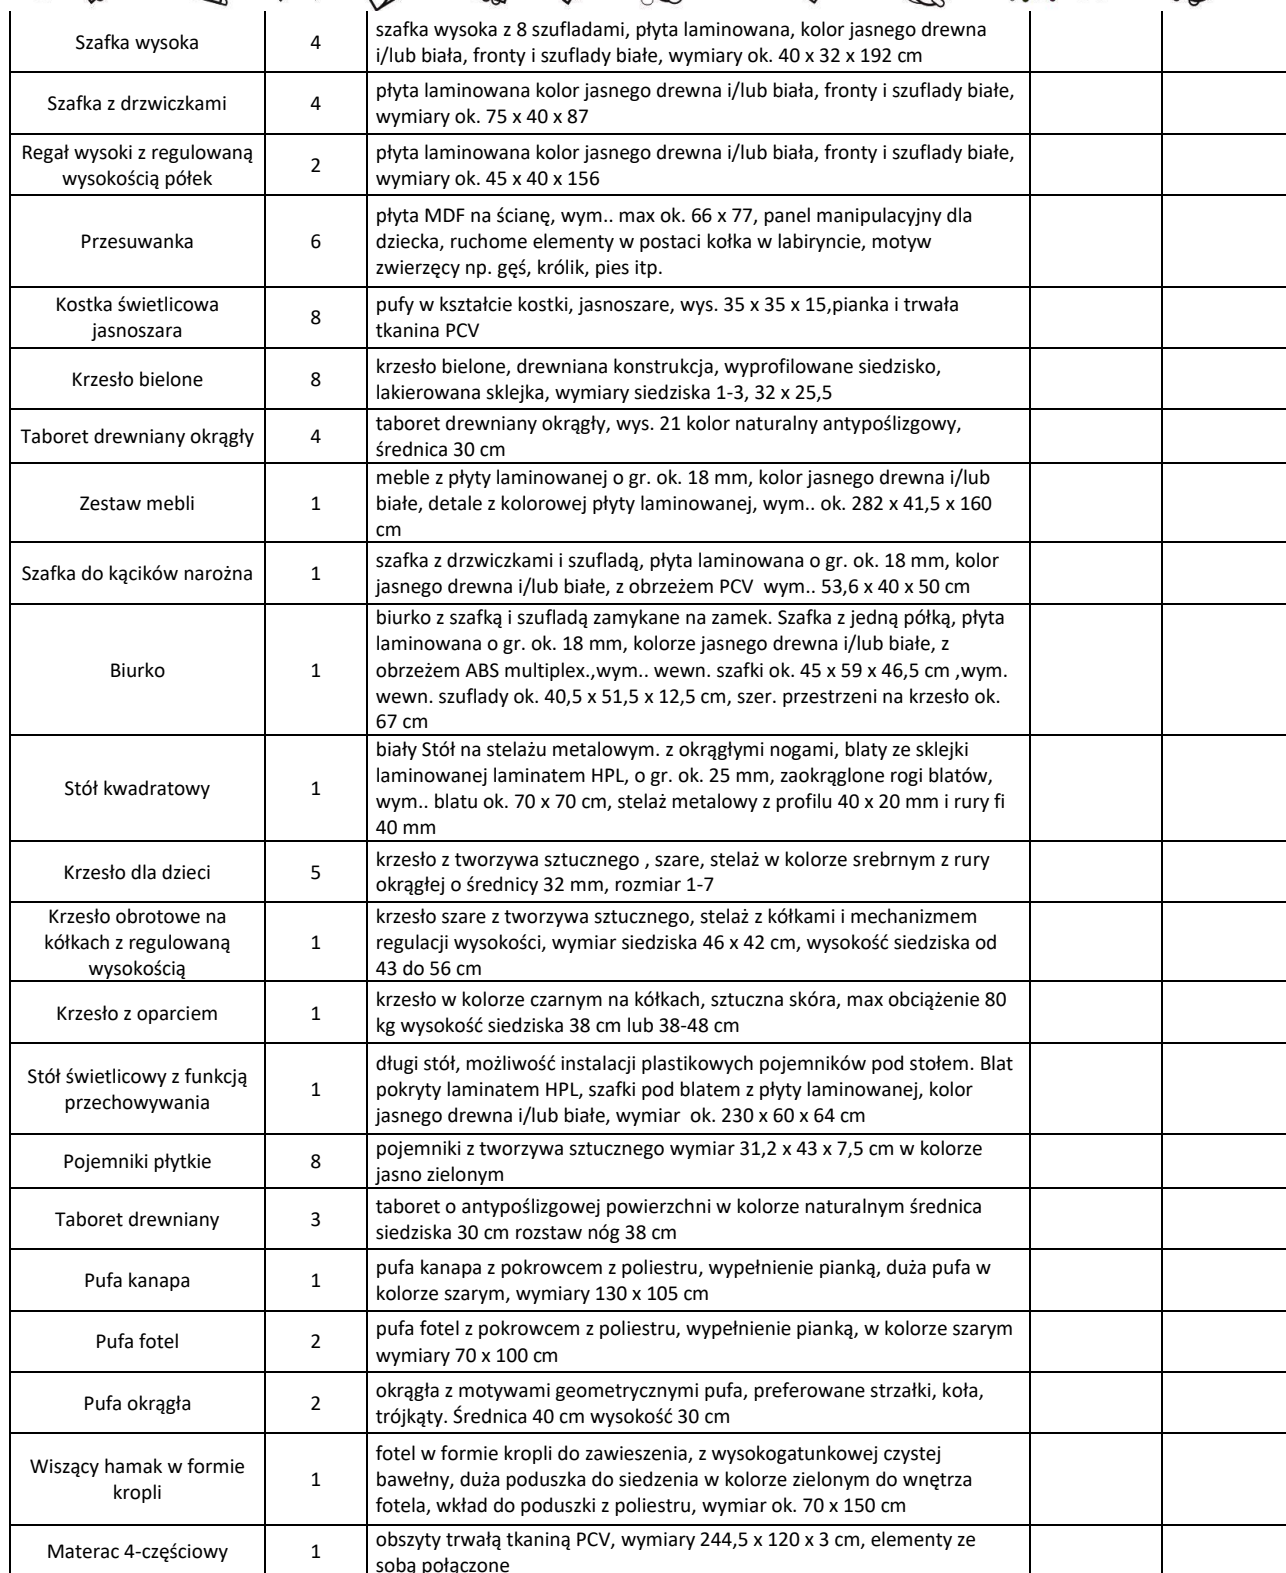 Szafka wysoka
4
szafka wysoka z 8 szufladami, płyta laminowana, kolor jasnego drewna
i/lub biała, fronty i szuflady białe, wymiary ok. 40 x 32 x 192 cm
Szafka z drzwiczkami
4
płyta laminowana kolor jasnego drewna i/lub biała, fronty i szuflady białe,
wymiary ok. 75 x 40 x 87
Regał wysoki z regulowaną
wysokością półek
2
płyta laminowana kolor jasnego drewna i/lub biała, fronty i szuflady białe,
wymiary ok. 45 x 40 x 156
Przesuwanka
6
płyta MDF na ścianę, wym.. max ok. 66 x 77, panel manipulacyjny dla
dziecka, ruchome elementy w postaci kołka w labiryncie, motyw
zwierzęcy np. gęś, królik, pies itp.
Kostka świetlicowa
jasnoszara
8
pufy w kształcie kostki, jasnoszare, wys. 35 x 35 x 15,pianka i trwała
tkanina PCV
Krzesło bielone
8
krzesło bielone, drewniana konstrukcja, wyprofilowane siedzisko,
lakierowana sklejka, wymiary siedziska 1-3, 32 x 25,5
Taboret drewniany okrągły
4
taboret drewniany okrągły, wys. 21 kolor naturalny antypoślizgowy,
średnica 30 cm
Zestaw mebli
1
meble z płyty laminowanej o gr. ok. 18 mm, kolor jasnego drewna i/lub
białe, detale z kolorowej płyty laminowanej, wym.. ok. 282 x 41,5 x 160
cm
Szafka do kącików narożna
1
szafka z drzwiczkami i szufladą, płyta laminowana o gr. ok. 18 mm, kolor
jasnego drewna i/lub białe, z obrzeżem PCV wym.. 53,6 x 40 x 50 cm
Biurko
1
biurko z szafką i szufladą zamykane na zamek. Szafka z jedną półką, płyta
laminowana o gr. ok. 18 mm, kolorze jasnego drewna i/lub białe, z
obrzeżem ABS multiplex.,wym.. wewn. szafki ok. 45 x 59 x 46,5 cm ,wym.
wewn. szuflady ok. 40,5 x 51,5 x 12,5 cm, szer. przestrzeni na krzesło ok.
67 cm
Stół kwadratowy
1
biały Stół na stelażu metalowym. z okrągłymi nogami, blaty ze sklejki
laminowanej laminatem HPL, o gr. ok. 25 mm, zaokrąglone rogi blatów,
wym.. blatu ok. 70 x 70 cm, stelaż metalowy z profilu 40 x 20 mm i rury fi
40 mm
Krzesło dla dzieci
5
krzesło z tworzywa sztucznego , szare, stelaż w kolorze srebrnym z rury
okrągłej o średnicy 32 mm, rozmiar 1-7
Krzesło obrotowe na
kółkach z regulowaną
wysokością
1
krzesło szare z tworzywa sztucznego, stelaż z kółkami i mechanizmem
regulacji wysokości, wymiar siedziska 46 x 42 cm, wysokość siedziska od
43 do 56 cm
Krzesło z oparciem
1
krzesło w kolorze czarnym na kółkach, sztuczna skóra, max obciążenie 80
kg wysokość siedziska 38 cm lub 38-48 cm
Stół świetlicowy z funkcją
przechowywania
1
długi stół, możliwość instalacji plastikowych pojemników pod stołem. Blat
pokryty laminatem HPL, szafki pod blatem z płyty laminowanej, kolor
jasnego drewna i/lub białe, wymiar ok. 230 x 60 x 64 cm
Pojemniki płytkie
8
pojemniki z tworzywa sztucznego wymiar 31,2 x 43 x 7,5 cm w kolorze
jasno zielonym
Taboret drewniany
3
taboret o antypoślizgowej powierzchni w kolorze naturalnym średnica
siedziska 30 cm rozstaw nóg 38 cm
Pufa kanapa
1
pufa kanapa z pokrowcem z poliestru, wypełnienie pianką, duża pufa w
kolorze szarym, wymiary 130 x 105 cm
Pufa fotel
2
pufa fotel z pokrowcem z poliestru, wypełnienie pianką, w kolorze szarym
wymiary 70 x 100 cm
Pufa okrągła
2
okrągła z motywami geometrycznymi pufa, preferowane strzałki, koła,
trójkąty. Średnica 40 cm wysokość 30 cm
Wiszący hamak w formie
kropli
1
fotel w formie kropli do zawieszenia, z wysokogatunkowej czystej
bawełny, duża poduszka do siedzenia w kolorze zielonym do wnętrza
fotela, wkład do poduszki z poliestru, wymiar ok. 70 x 150 cm
Materac 4-częściowy
1
obszyty trwałą tkaniną PCV, wymiary 244,5 x 120 x 3 cm, elementy ze
sobą połączone